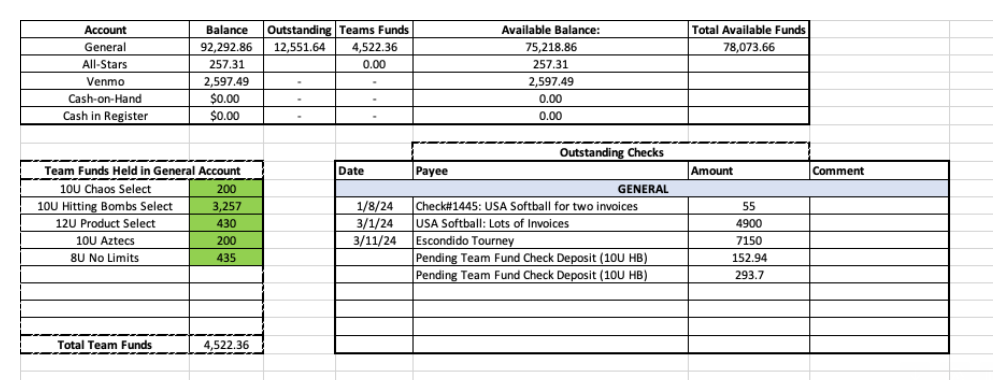 Account Balance Outstanding Teams Funds Available Balance: Total Available Funds
General 92,292.86 12,551.64 4,522.36 75,218.86 78,073.66
All-Stars 257.31 0.00 257.31
Venmo 2,597.49 - - 2,597.49
Cash-on-Hand $0.00 - - 0.00
Cash in Register $0.00 - - 0.00
Outstanding Checks
Team Funds Held in General Account Date Payee Amount Comment
10U Chaos Select 200 GENERAL
10U Hitting Bombs Select 3,257 1/8/24 Check#1445: USA Softball for two invoices 55
12U Product Select 430 3/1/24 USA Softball: Lots of Invoices 4900
10U Aztecs 200 3/11/24 Escondido Tourney 7150
8U No Limits 435 Pending Team Fund Check Deposit (10U HB) 152.94
Pending Team Fund Check Deposit (10U HB) 293.7
Total Team Funds 4,522.36